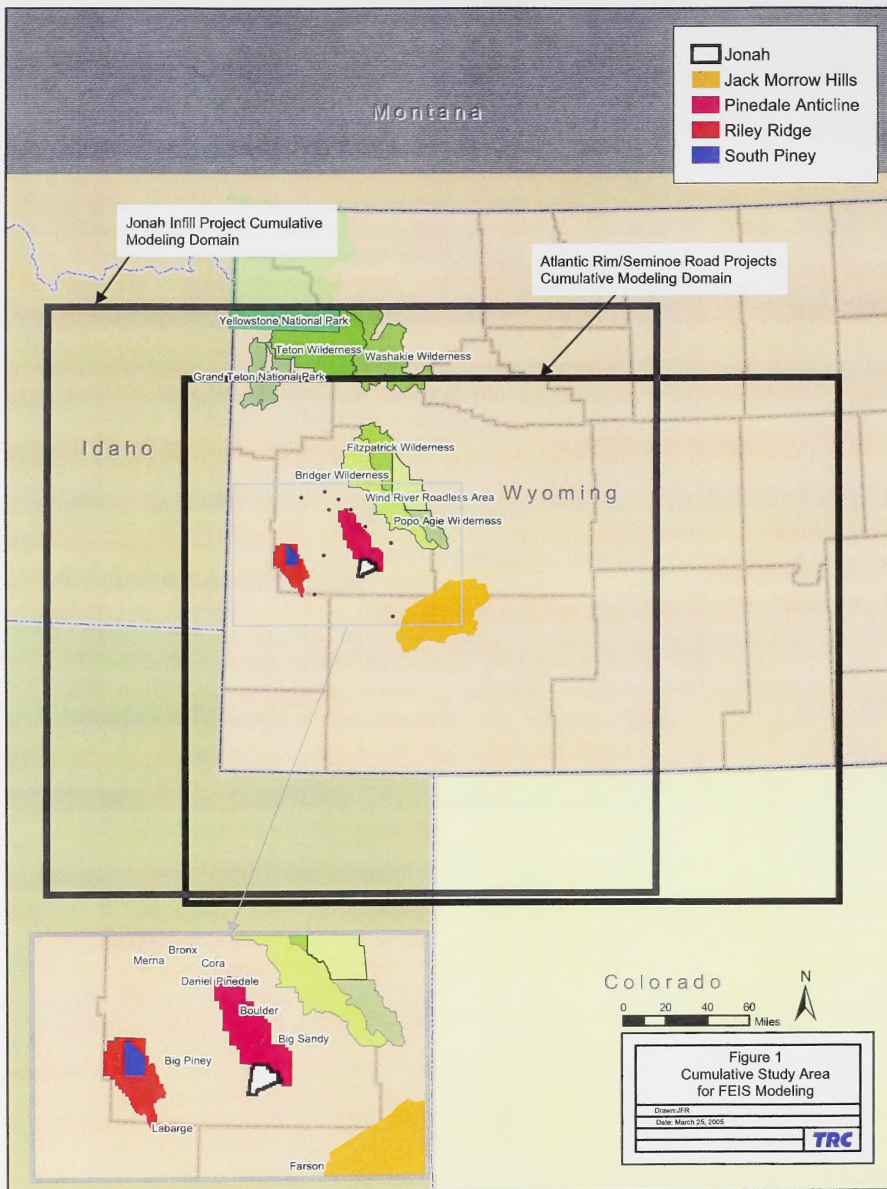 Jonah
Jack Morrow Hills
Pinedale Anticline
Riley Ridge
South Piney
Montana
Jonah Infill Project Cumulative
Modeling Domain
Atlantic Rim/Seminoe Road Projects
Cumulative Modeling Domain
Yellowstone National Park
Teton Wilderness
Washakie Wilderness
Grand Teton National Park
Idaho
Fitzpatrick Wilderness
Bridger Wilderness
Wyoming
Wind River Roadless Area
Popo Agie Wilderness
Bronx
Merna
Cora
Daniel Pinedale
Boulder
Big Sandy
Big Piney
Labarge
Farson
Colorado
N
0 20 40 60
Miles
Figure 1
Cumulative Study Area
for FEIS Modeling
Drawn:JFR
Date: March 25, 2005
TRC